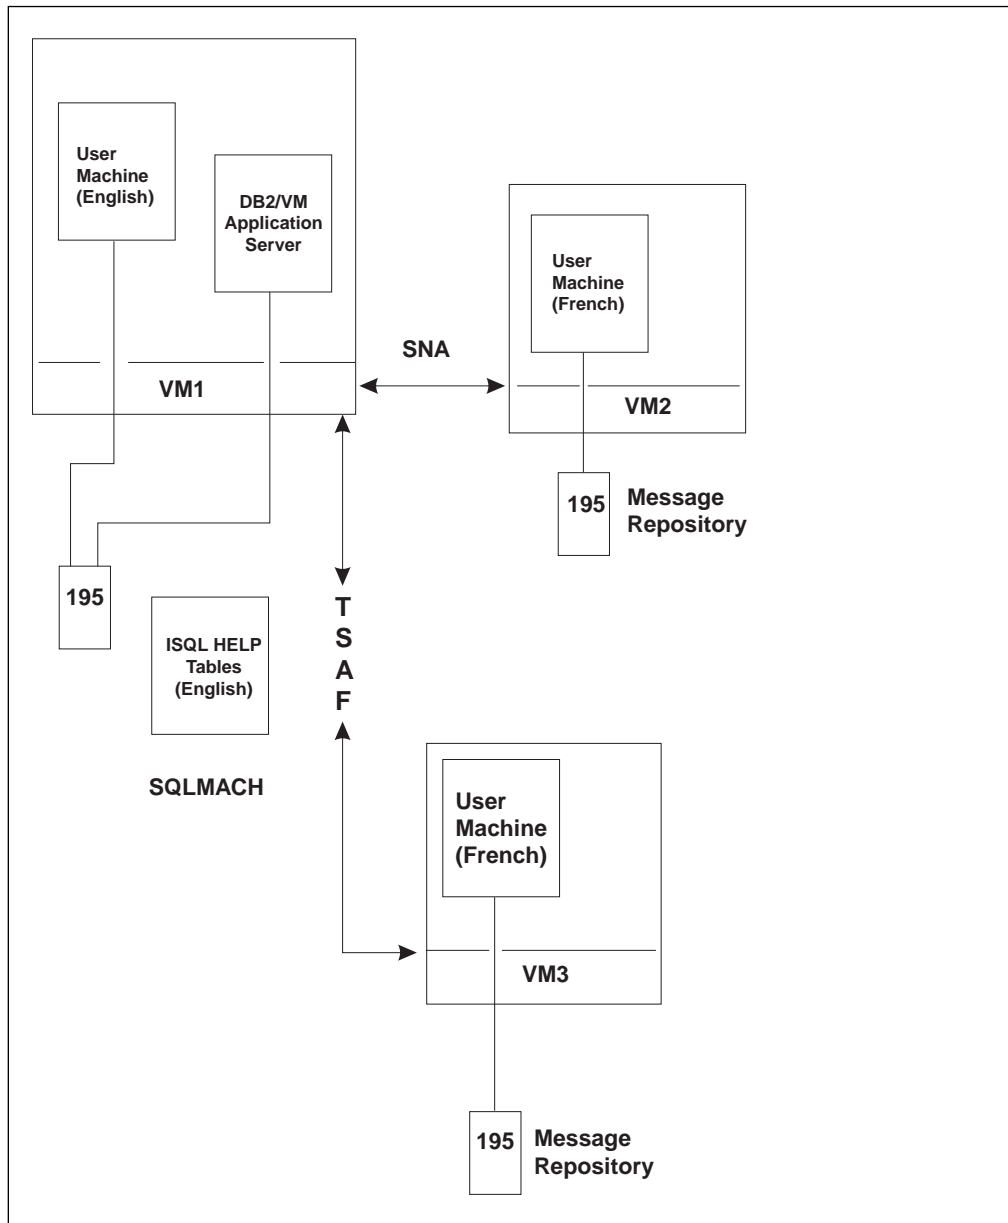 User
Machine
(English)
DB2/VM
Application
Server
VM1
SNA
User
Machine
(French)
VM2
195
Message
Repository
195
ISQL HELP
Tables
(English)
SQLMACH
T
S
A
F
User
Machine
(French)
VM3
195
Message
Repository